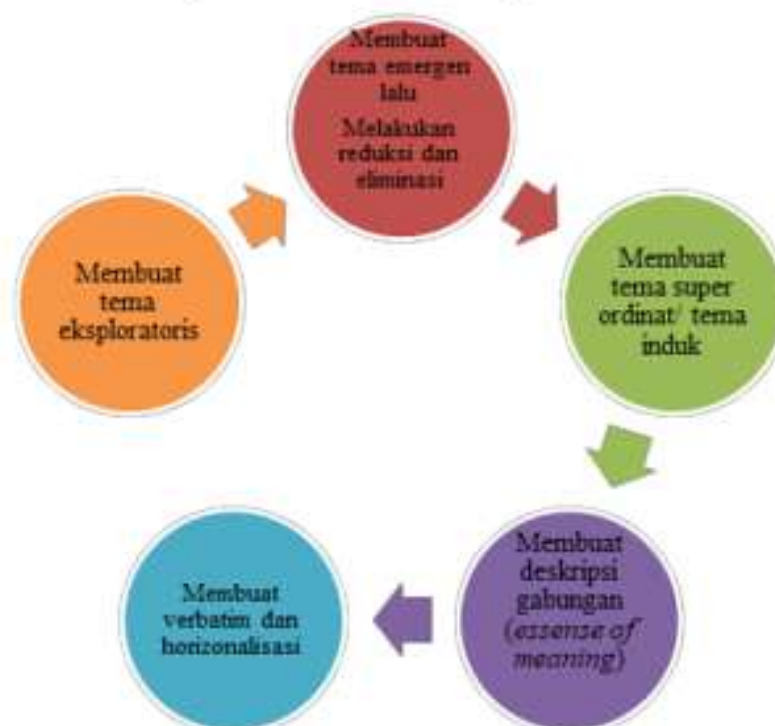 Membuat
tema emergen
lalu
Melakukan
reduksi dan
eliminasi
Membuat
tema super
ordinat/ tema
induk
Membuat
deskripsi
gabungan
(essense of
meaning)
Membuat
verbatim dan
horizonalisasi
Membuat
tema
eksploratoris